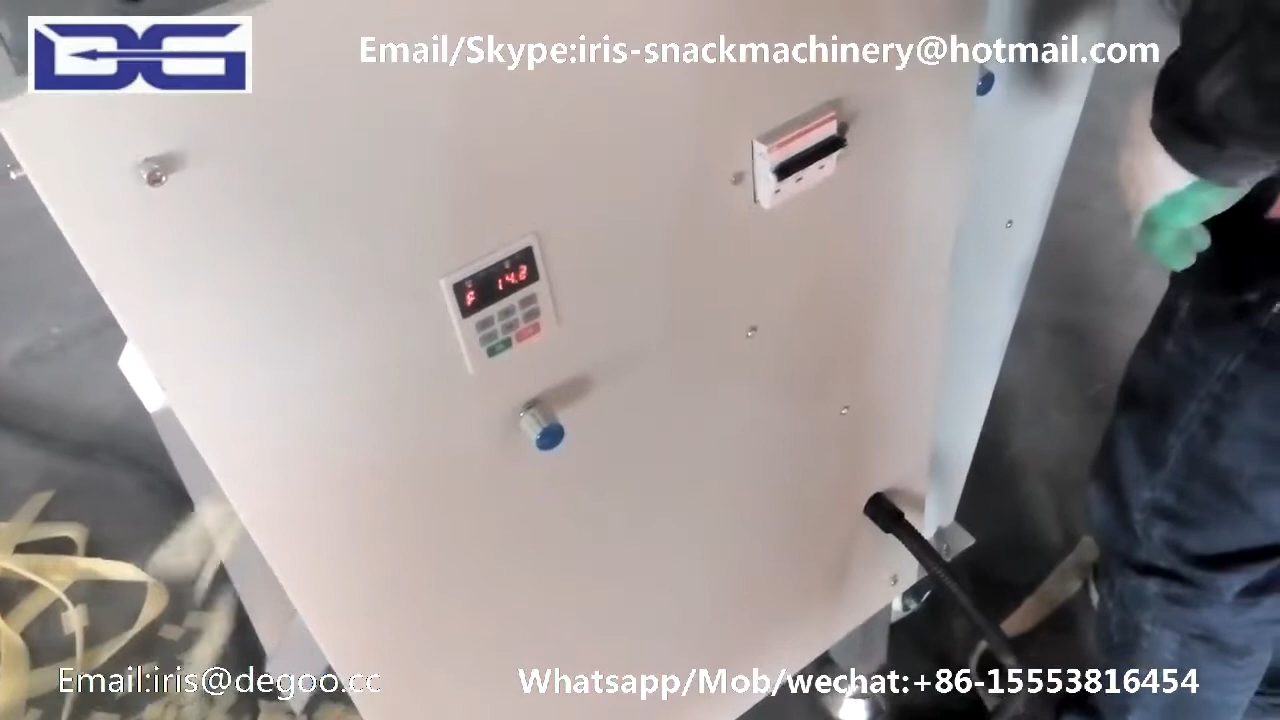 DG
Email/Skype:iris-snackmachinery@hotmail.com
F 14.2
Email:iris@degoo.cc
Whatsapp/Mob/wechat:+86-15553816454